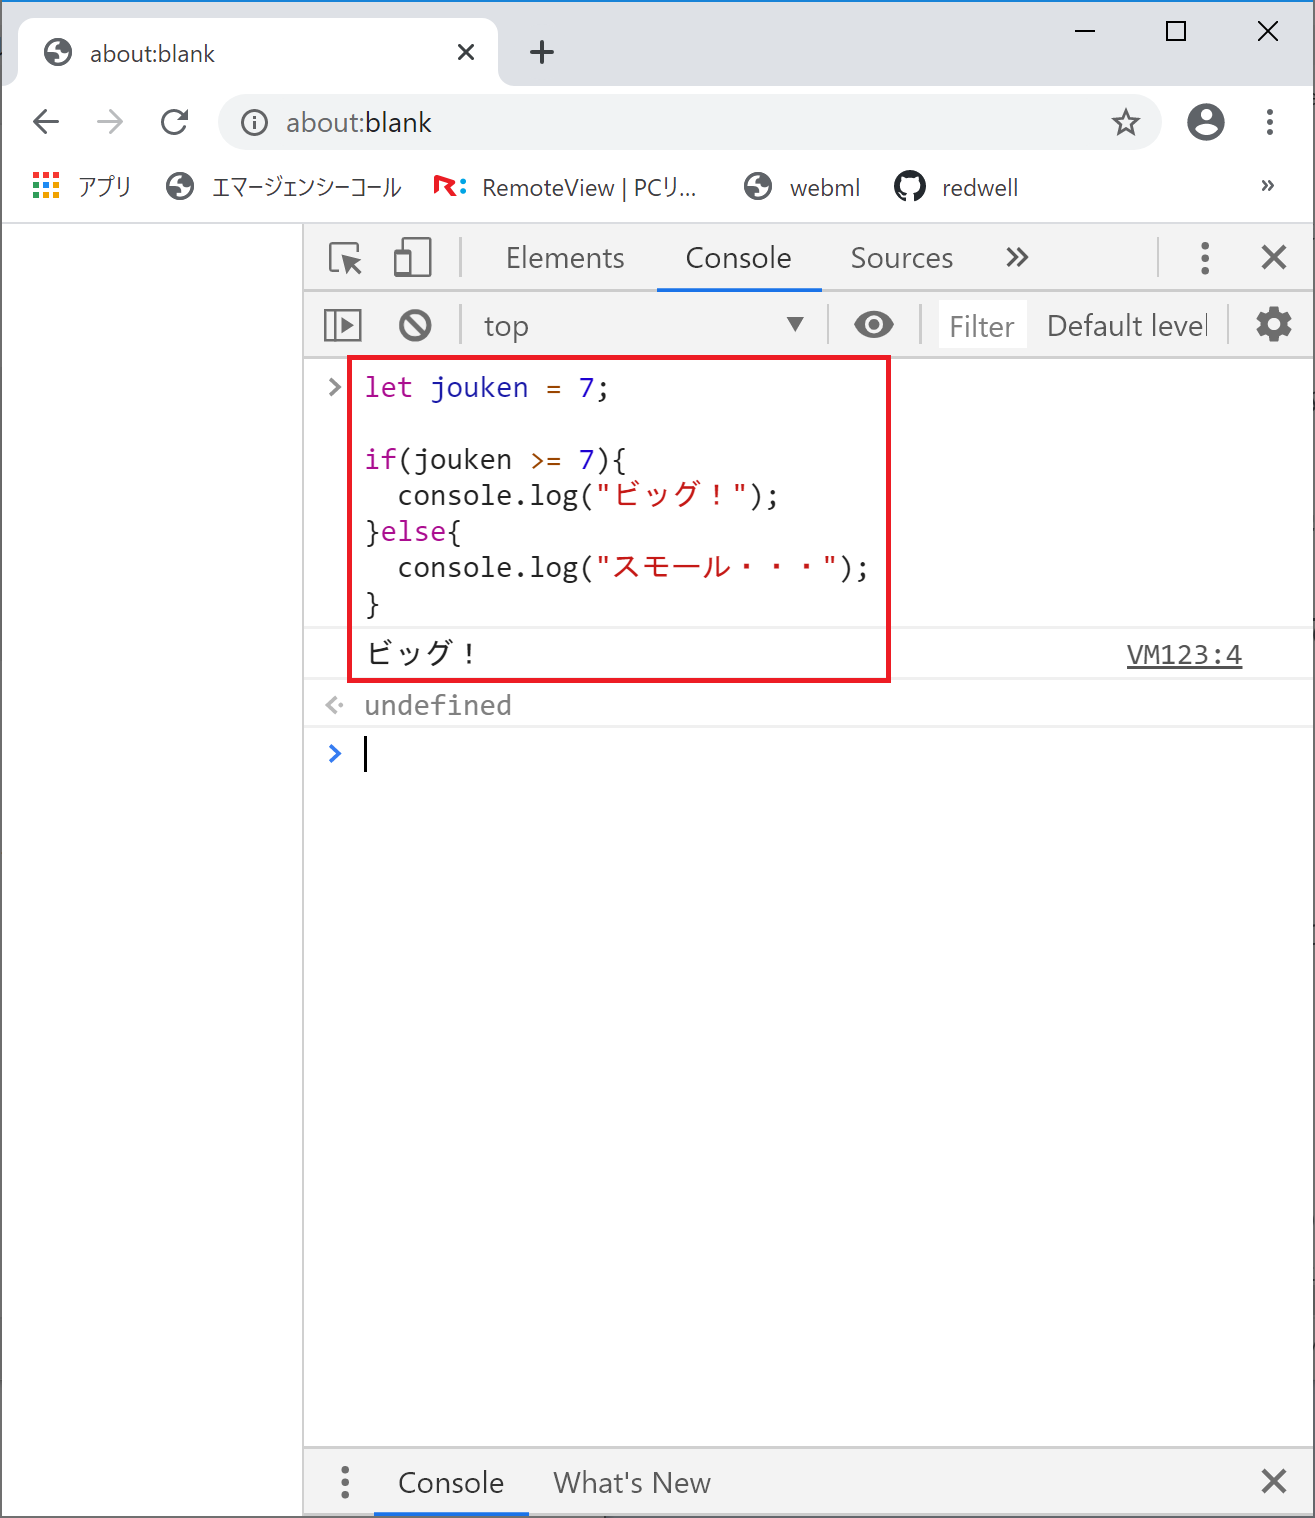 about:blank
about:blank
アプリ エマージェンシーコール RemoteView | PCリ... webml redwell »
Elements Console Sources »
top Filter Default level
let jouken = 7;
if(jouken >= 7){
console.log("ビッグ！");
}else{
console.log("スモール・・・");
}
ビッグ！ VM123:4
undefined
Console What's New